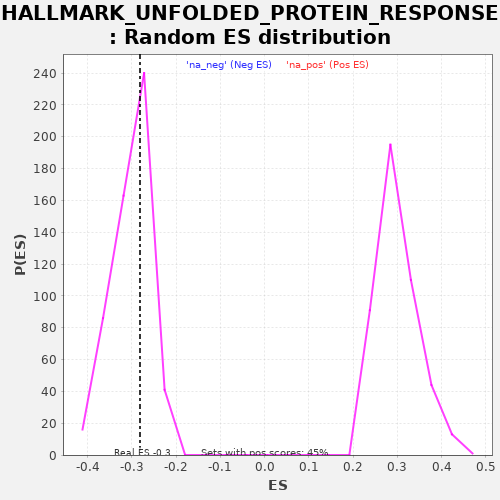 HALLMARK_UNFOLDED_PROTEIN_RESPONSE
: Random ES distribution
'na_neg' (Neg ES) 'na_pos' (Pos ES)
240
220
200
180
160
140
120
100
80
60
40
20
0
P(ES)
Real ES -0.3 Sets with pos scores: 45%
-0.4 -0.3 -0.2 -0.1 0.0 0.1 0.2 0.3 0.4 0.5
ES